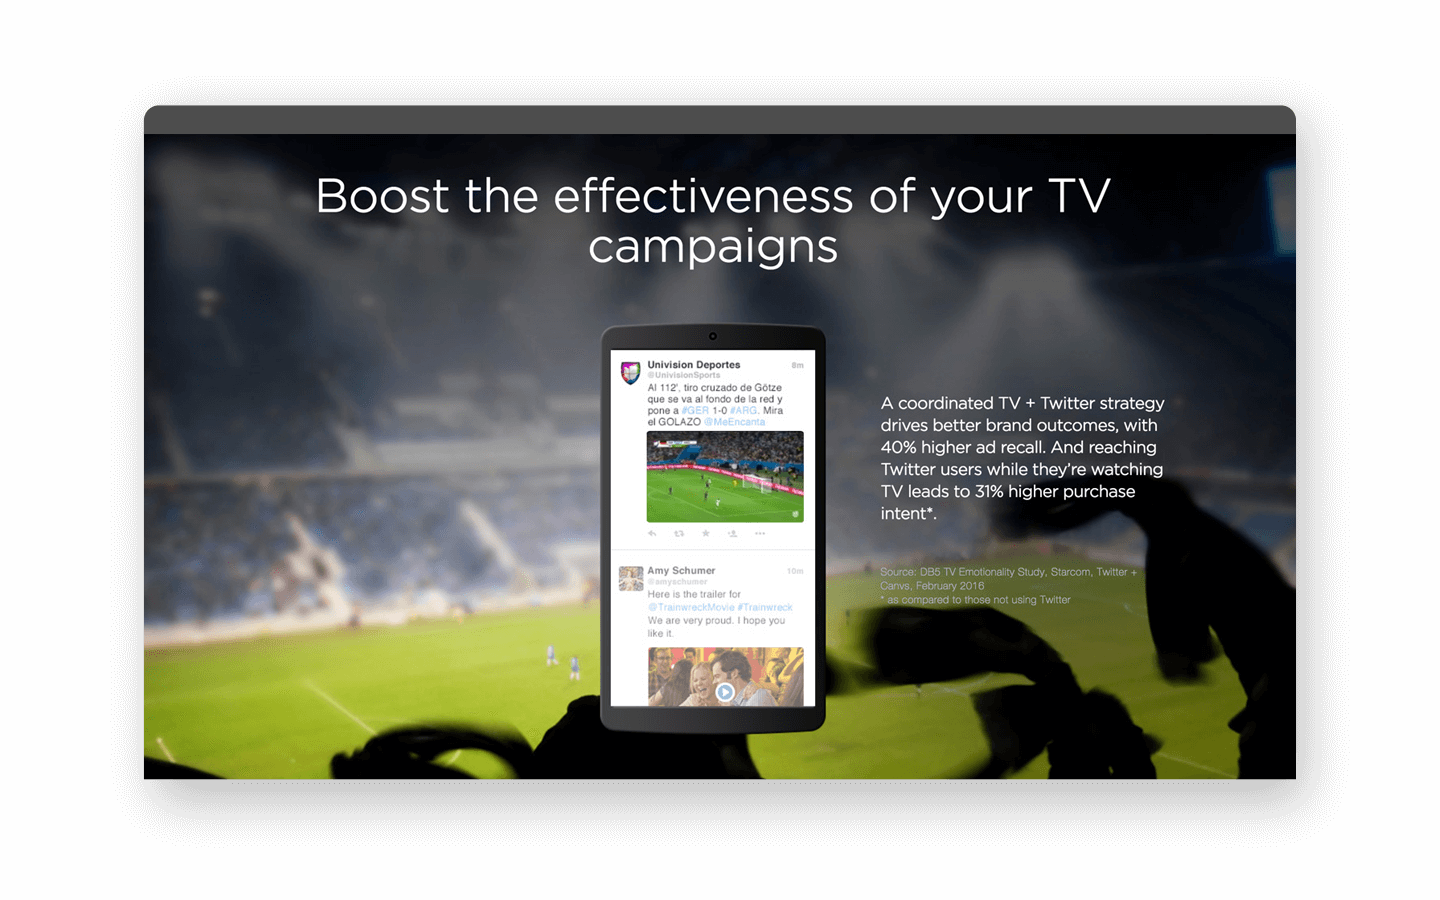 Boost the effectiveness of your TV
campaigns
Univision Deportes 8m
@UnivisionSports
Al 112', tiro cruzado de Götze
que se va al fondo de la red y
pone a #GER 1-0 #ARG. Mira
el GOLAZO @MeEncanta
Amy Schumer 10m
@amyschumer
Here is the trailer for
@TrainwreckMovie #Trainwreck
We are very proud. I hope you
like it.
A coordinated TV + Twitter strategy
drives better brand outcomes, with
40% higher ad recall. And reaching
Twitter users while they're watching
TV leads to 31% higher purchase
intent*.
Source: DB5 TV Emotionality Study, Starcom, Twitter +
Canvs, February 2016
* as compared to those not using Twitter